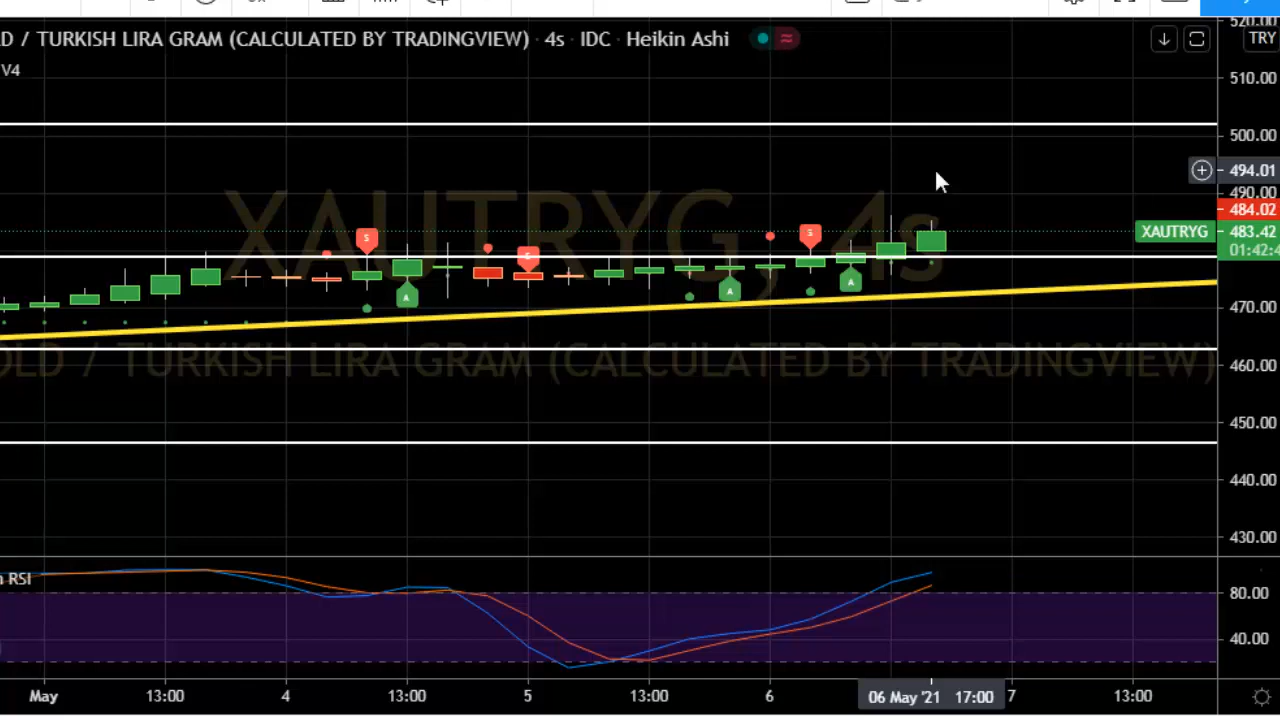 520.00
D / TURKISH LIRA GRAM (CALCULATED BY TRADINGVIEW) · 4s · IDC · Heikin Ashi
TRY
V4
510.00
500.00
494.01
490.00
484.02
XAUTRYG 483.42
01:42:4
XAUTRYG, 4s
S
S
S
A
A
A
470.00
OLD / TURKISH LIRA GRAM (CALCULATED BY TRADINGVIEW)
460.00
450.00
440.00
430.00
RSI
80.00
40.00
May 13:00 4 13:00 5 13:00 6 06 May '21 17:00 7 13:00